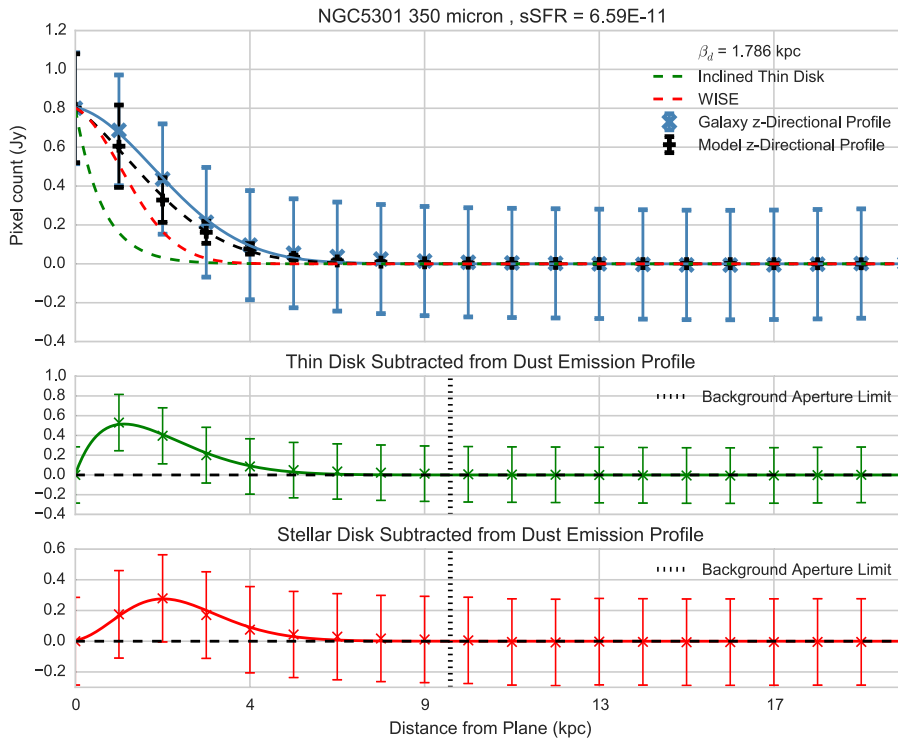 NGC5301 350 micron , sSFR = 6.59E-11
1.2
1.0
0.8
0.6
0.4
0.2
0.0
−0.2
−0.4
Pixel count (Jy)
β_d = 1.786 kpc
Inclined Thin Disk
WISE
Galaxy z-Directional Profile
Model z-Directional Profile
Thin Disk Subtracted from Dust Emission Profile
1.0
0.8
0.6
0.4
0.2
0.0
−0.2
−0.4
Background Aperture Limit
Stellar Disk Subtracted from Dust Emission Profile
0.6
0.4
0.2
0.0
−0.2
Background Aperture Limit
0 4 9 13 17
Distance from Plane (kpc)